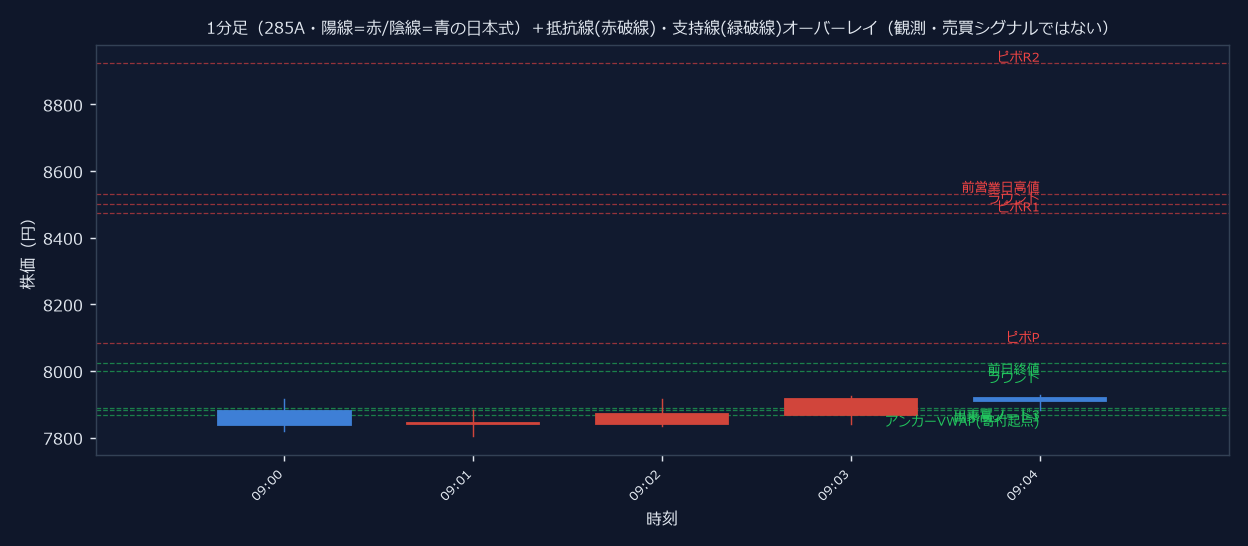 1分足（285A・陽線=赤/陰線=青の日本式）＋抵抗線(赤破線)・支持線(緑破線)オーバーレイ（観測・売買シグナルではない）
ピボR2
8800
8600
前営業日高値
ラウンド
ピボR1
8400
8200
ピボP
8000
前日終値
ラウンド
アンカーVWAP(寄付起点)
7800
株価（円）
09:00
09:01
09:02
09:03
09:04
時刻